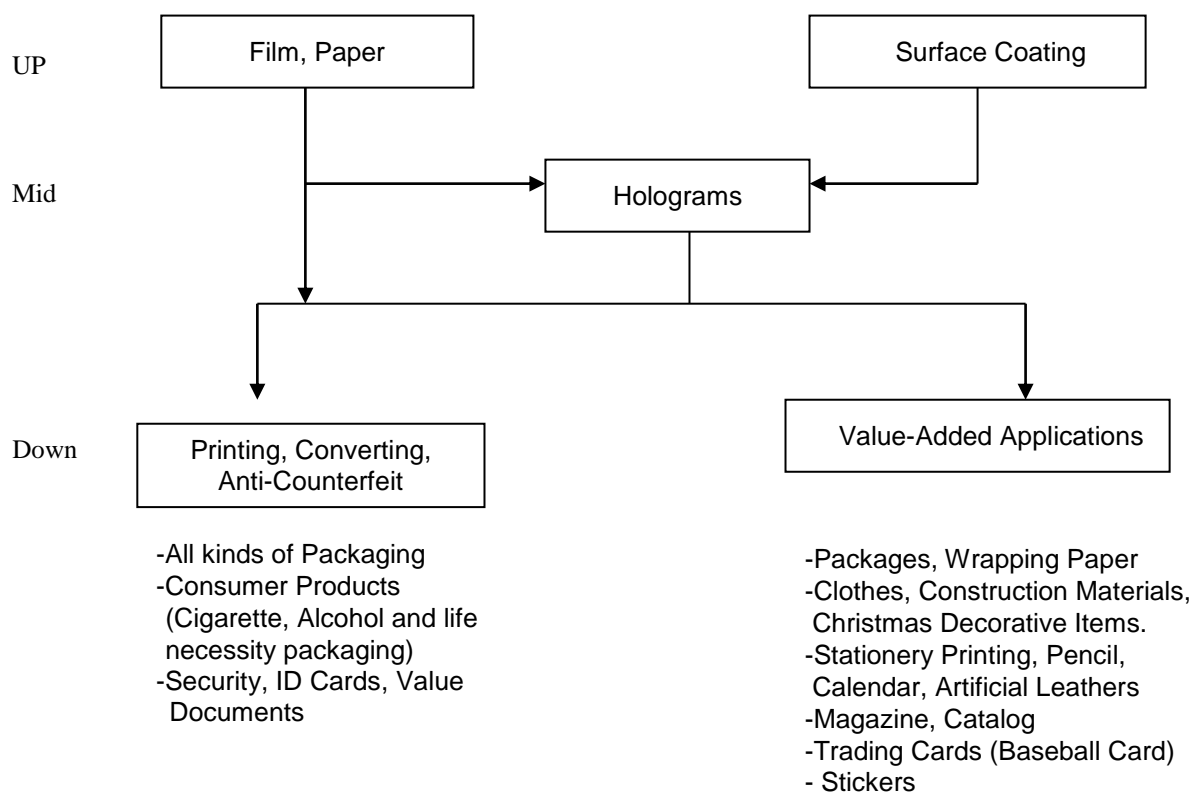 UP
Film, Paper
Surface Coating
Mid
Holograms
Down
Printing, Converting,
Anti-Counterfeit
Value-Added Applications
-All kinds of Packaging
-Consumer Products
(Cigarette, Alcohol and life
necessity packaging)
-Security, ID Cards, Value
Documents
-Packages, Wrapping Paper
-Clothes, Construction Materials,
Christmas Decorative Items.
-Stationery Printing, Pencil,
Calendar, Artificial Leathers
-Magazine, Catalog
-Trading Cards (Baseball Card)
- Stickers